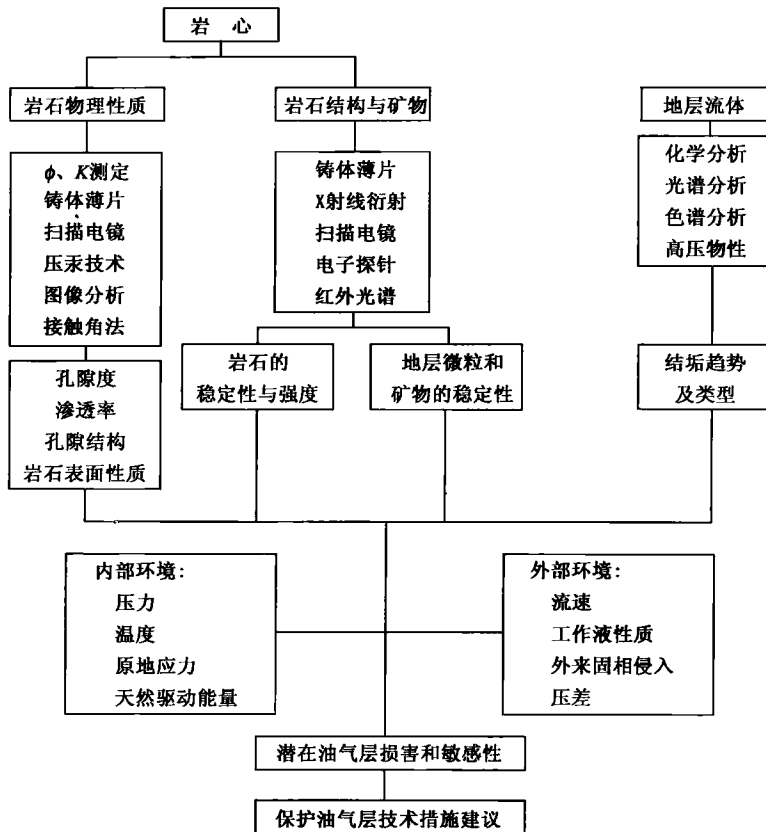 岩 心
岩石物理性质
岩石结构与矿物
地层流体
ϕ、K测定
铸体薄片
扫描电镜
压汞技术
图像分析
接触角法
铸体薄片
X射线衍射
扫描电镜
电子探针
红外光谱
化学分析
光谱分析
色谱分析
高压物性
孔隙度
渗透率
孔隙结构
岩石表面性质
岩石的
稳定性与强度
地层微粒和
矿物的稳定性
结垢趋势
及类型
内部环境：
压力
温度
原地应力
天然驱动能量
外部环境：
流速
工作液性质
外来固相侵入
压差
潜在油气层损害和敏感性
保护油气层技术措施建议